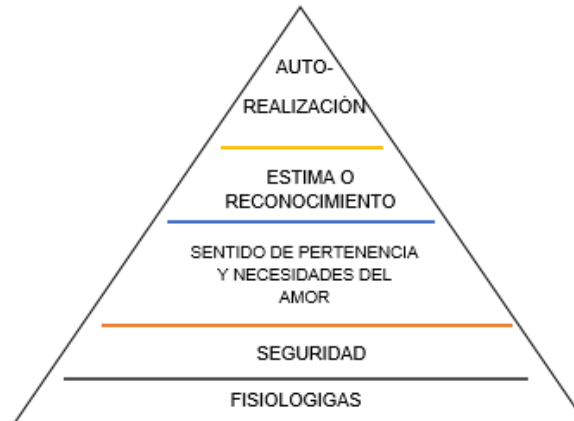 AUTO-
REALIZACIÓN
ESTIMA O
RECONOCIMIENTO
SENTIDO DE PERTENENCIA
Y NECESIDADES DEL
AMOR
SEGURIDAD
FISIOLOGIGAS